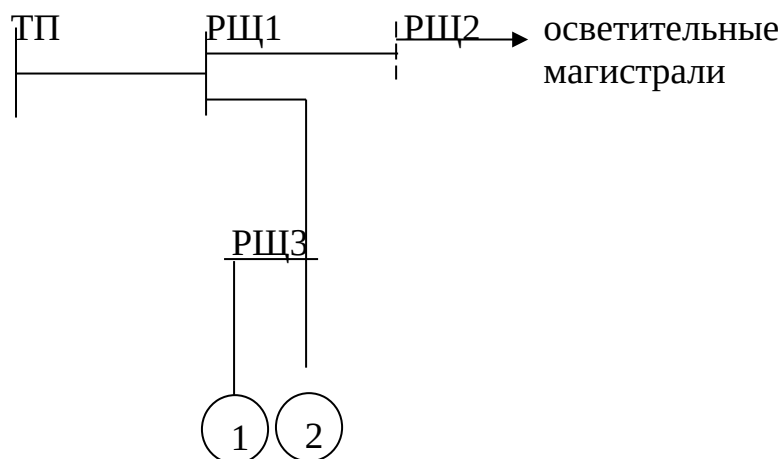 ТП
РЩ1
РЩ2
осветительные
магистрали
РЩ3
1
2